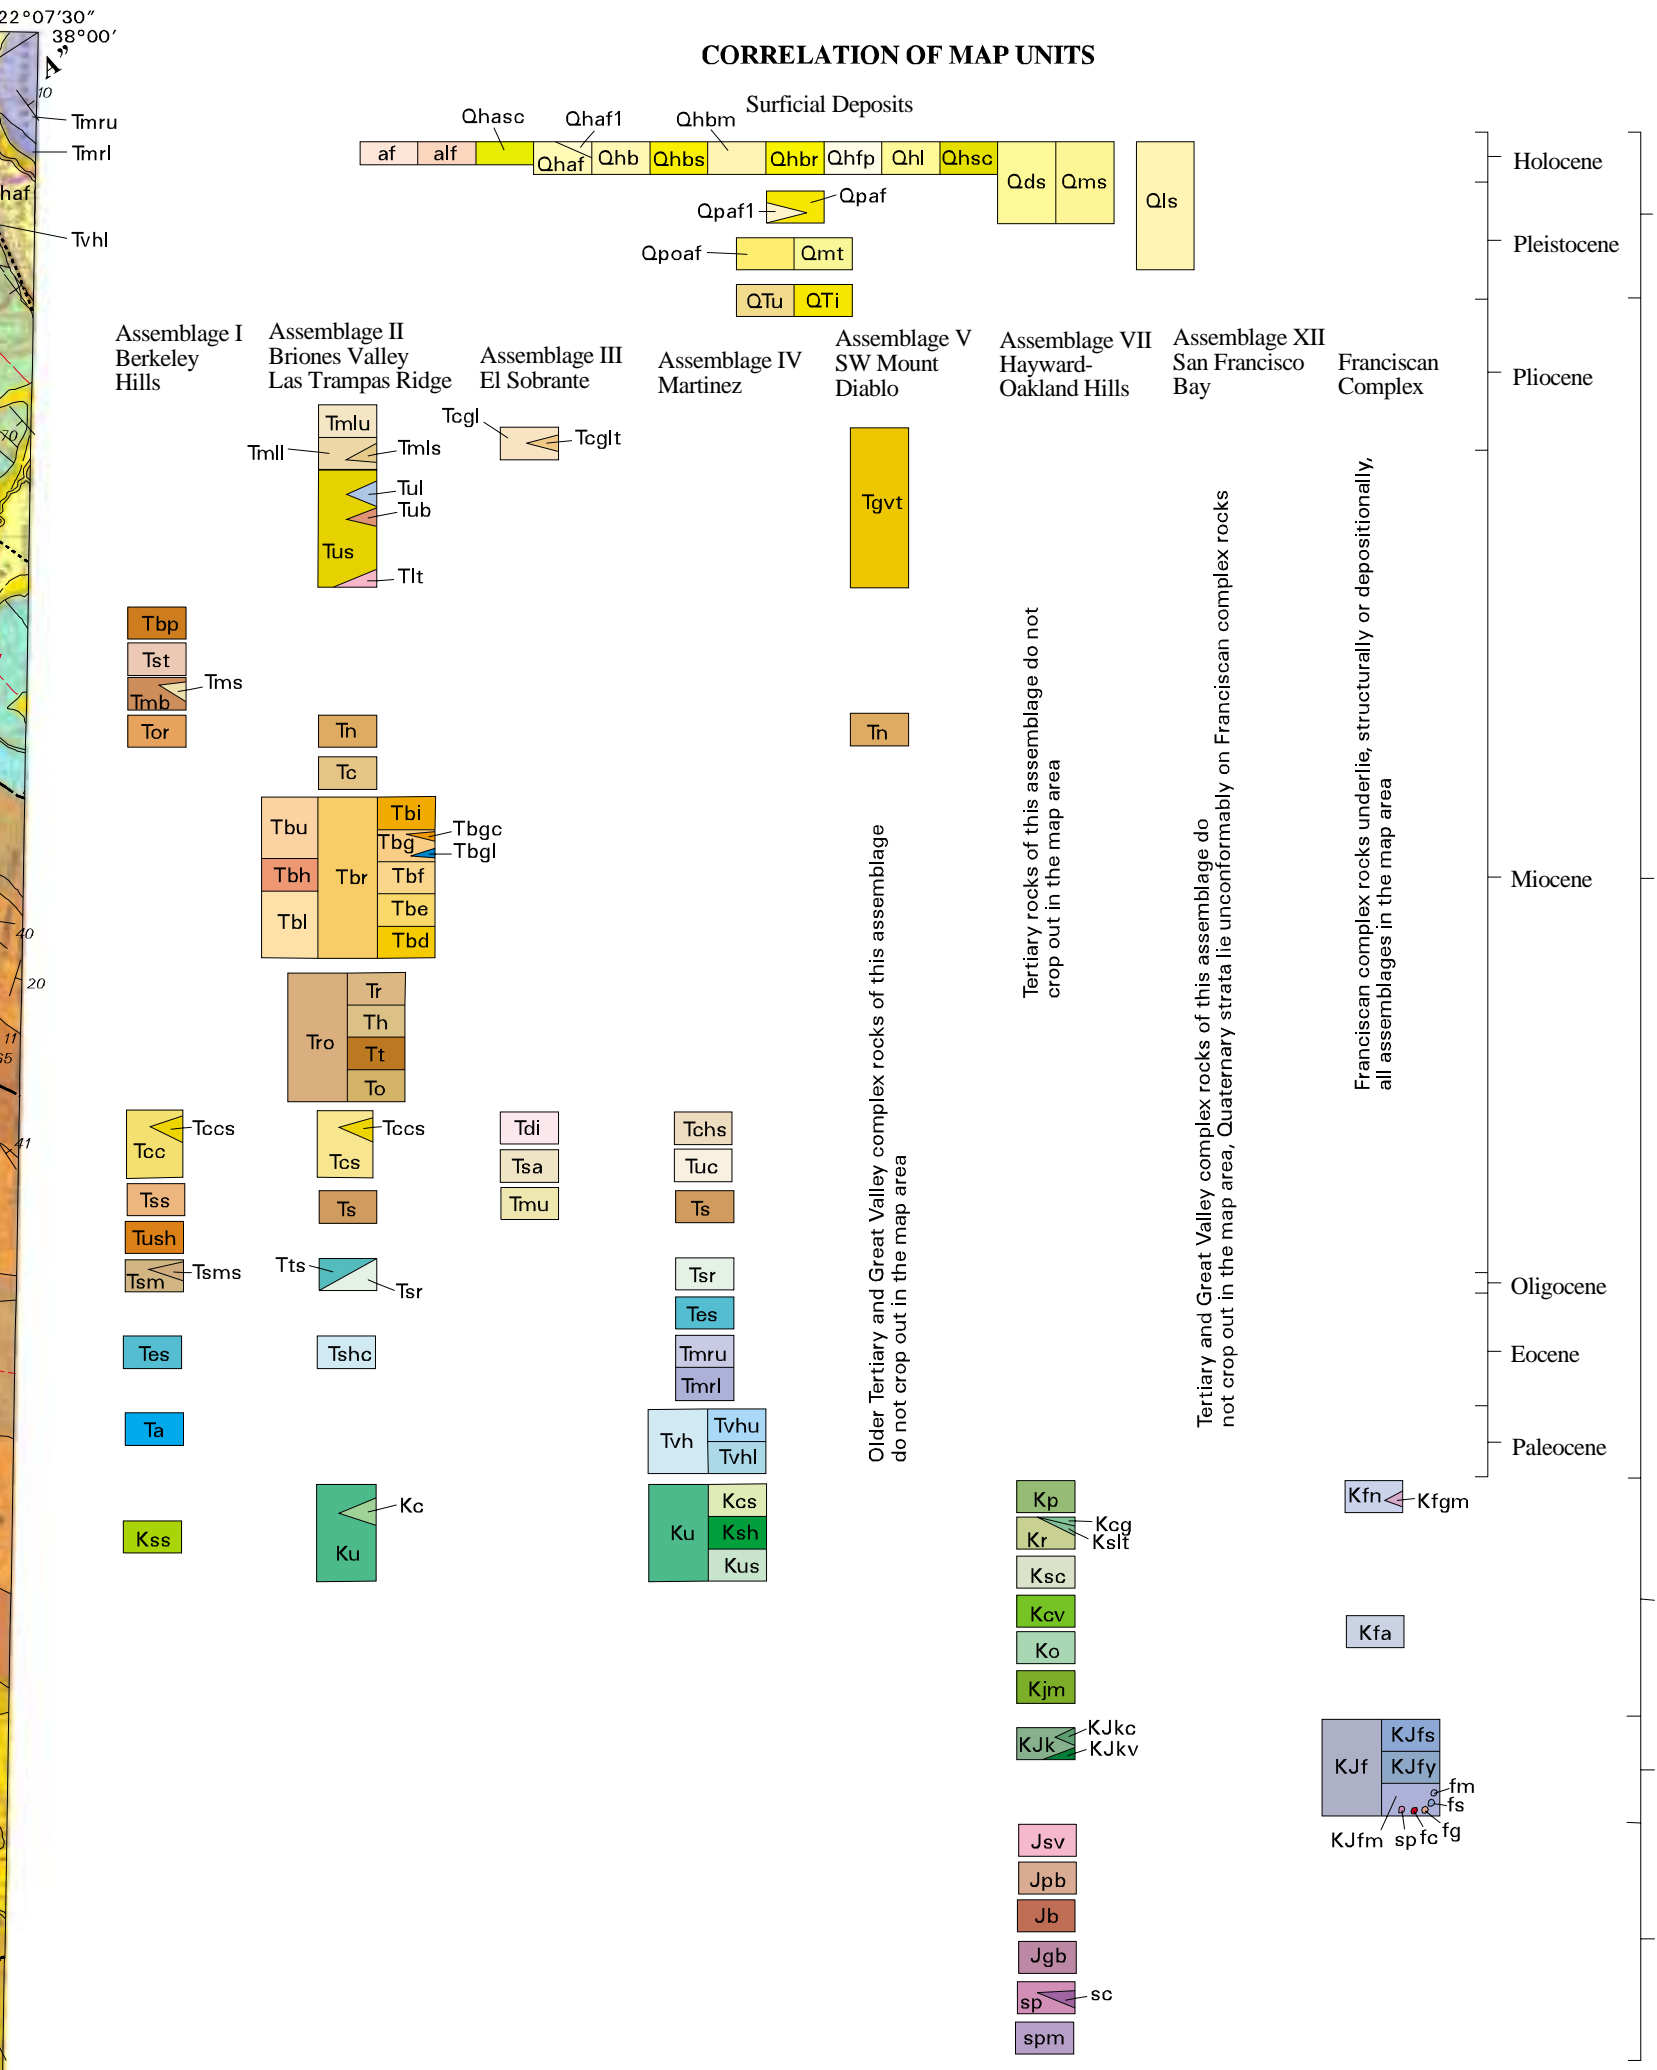 22°07'30"
38°00'
A"
10
Tmru
Tmrl
haf
Tvhl
70
40
20
11
65
41
CORRELATION OF MAP UNITS
Surficial Deposits
Qhasc Qhaf1 Qhbm
af alf Qhaf Qhb Qhbs Qhbr Qhfp Qhl Qhsc Qds Qms Qls
Qpaf1 Qpaf
Qpoaf Qmt
QTu QTi
Holocene
Pleistocene
Pliocene
Miocene
Oligocene
Eocene
Paleocene
Assemblage I
Berkeley
Hills
Tbp
Tst
Tms
Tmb
Tor
Tccs
Tcc
Tss
Tush
Tsm Tsms
Tes
Ta
Kss
Assemblage II
Briones Valley
Las Trampas Ridge
Tmlu
Tmll Tmls
Tul
Tub
Tus
Tlt
Tn
Tc
Tbu Tbr Tbi
Tbg Tbgc
Tbgl
Tbh Tbf
Tbl Tbe
Tbd
Tro Tr
Th
Tt
To
Tccs
Tcs
Ts
Tts
Tsr
Tshc
Kc
Ku
Assemblage III
El Sobrante
Tcgl
Tcglt
Tdi
Tsa
Tmu
Assemblage IV
Martinez
Tchs
Tuc
Ts
Tsr
Tes
Tmru
Tmrl
Tvh Tvhu
Tvhl
Ku Kcs
Ksh
Kus
Assemblage V
SW Mount
Diablo
Tgvt
Tn
Older Tertiary and Great Valley complex rocks of this assemblage
do not crop out in the map area
Assemblage VII
Hayward-
Oakland Hills
Tertiary rocks of this assemblage do not
crop out in the map area
Kp
Kcg
Kr Kslt
Ksc
Kcv
Ko
Kjm
KJk KJkc
KJkv
Jsv
Jpb
Jb
Jgb
sp sc
spm
Assemblage XII
San Francisco
Bay
Tertiary and Great Valley complex rocks of this assemblage do
not crop out in the map area, Quaternary strata lie unconformably on Franciscan complex rocks
Franciscan
Complex
Franciscan complex rocks underlie, structurally or depositionally,
all assemblages in the map area
Kfn Kfgm
Kfa
KJf KJfs
KJfy
fm
fs
KJfm sp fc fg